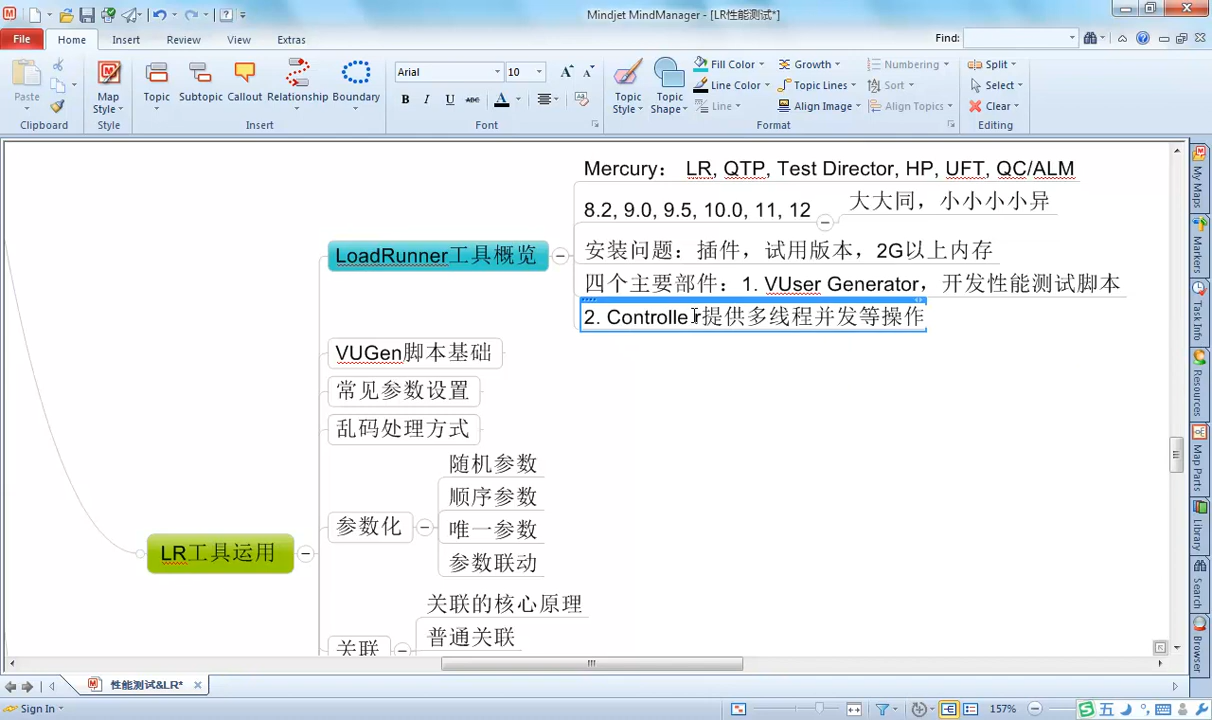 Mindjet MindManager - [LR性能测试*]
File Home Insert Review View Extras
Find:
Paste
Clipboard
Map Style
Style
Topic Subtopic Callout Relationship Boundary
Insert
Arial 10
B I U abc A
Font
Topic Style Topic Shape
Fill Color Growth Numbering
Line Color Topic Lines Sort
Line Align Image Align Topics
Format
Split
Select
Clear
Editing
Mercury: LR, QTP, Test Director, HP, UFT, QC/ALM
8.2, 9.0, 9.5, 10.0, 11, 12
大大同，小小小小异
安装问题：插件，试用版本，2G以上内存
四个主要部件：1. VUser Generator，开发性能测试脚本
2. Controlle r提供多线程并发等操作
LoadRunner工具概览
VUGen脚本基础
常见参数设置
乱码处理方式
参数化
随机参数
顺序参数
唯一参数
参数联动
LR工具运用
关联
关联的核心原理
普通关联
My Maps
Markers
Task Info
Resources
Map Parts
Library
Search
Browser
性能测试&LR*
Sign In
157%
五